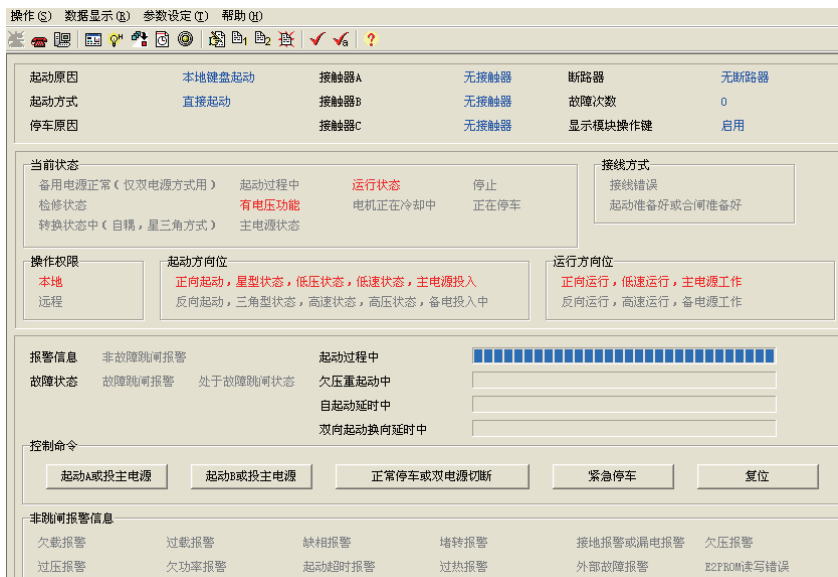 操作(S) 数据显示(R) 参数设定(T) 帮助(H)
起动原因 本地键盘起动 接触器A 无接触器 断路器 无断路器
起动方式 直接起动 接触器B 无接触器 故障次数 0
停车原因 接触器C 无接触器 显示模块操作键 启用
当前状态 接线方式
备用电源正常(仅双电源方式用) 起动过程中 运行状态 停止 接线错误
检修状态 有电压功能 电机正在冷却中 正在停车 起动准备好或合闸准备好
转换状态中(自耦,星三角方式) 主电源状态
操作权限 起动方向位 运行方向位
本地 正向起动,星型状态,低压状态,低速状态,主电源投入 正向运行,低速运行,主电源工作
远程 反向起动,三角型状态,高速状态,高压状态,备电投入中 反向运行,高速运行,备电源工作
报警信息 非故障跳闸报警 起动过程中
故障状态 故障跳闸报警 处于故障跳闸状态 欠压重起动中
自起动延时中
双向起动换向延时中
控制命令
起动A或投主电源 起动B或投主电源 正常停车或双电源切断 紧急停车 复位
非跳闸报警信息
欠载报警 过载报警 缺相报警 堵转报警 接地报警或漏电报警 欠压报警
过压报警 欠功率报警 起动超时报警 过热报警 外部故障报警 E2PROM读写错误